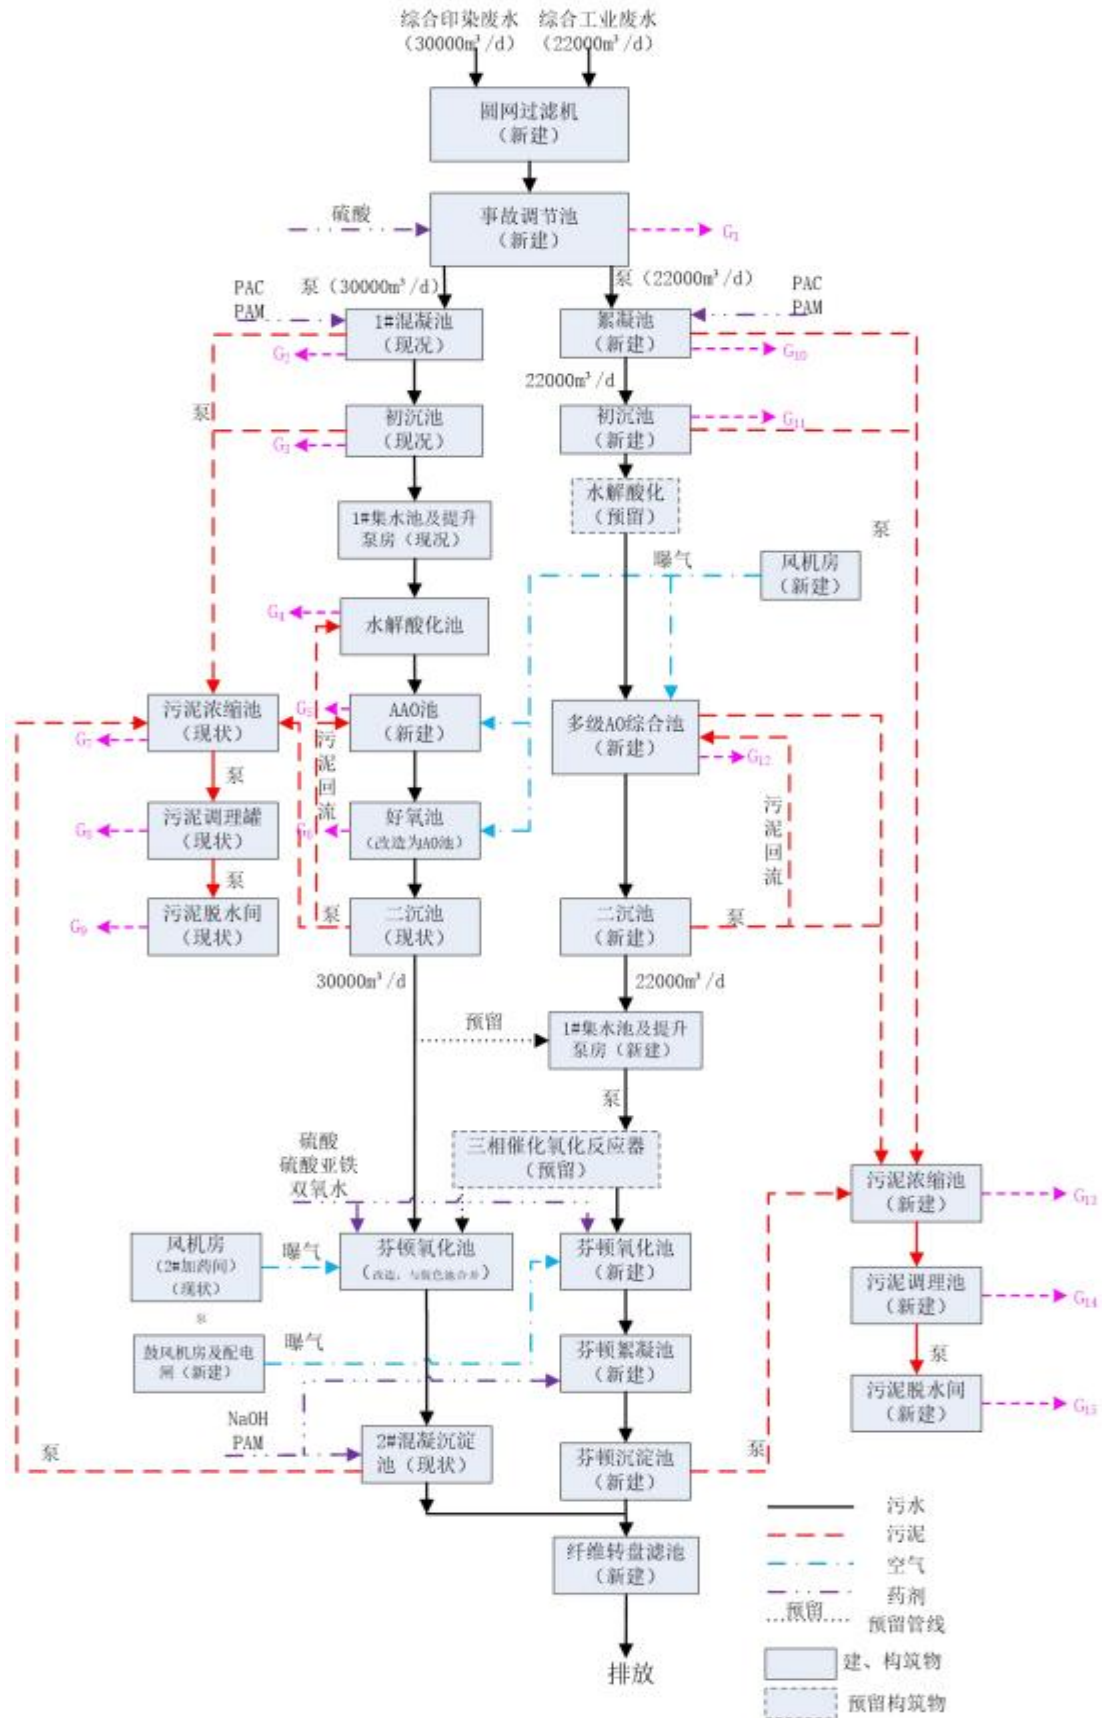 综合印染废水
（30000m³/d）
综合工业废水
（22000m³/d）
圆网过滤机
（新建）
硫酸
事故调节池
（新建）
G1
泵（30000m³/d）
泵（22000m³/d）
PAC
PAM
PAC
PAM
1#混凝池
（现况）
G2
絮凝池
（新建）
G10
22000m³/d
泵
初沉池
（现况）
G3
初沉池
（新建）
G11
1#集水池及提升
泵房（现况）
水解酸化
（预留）
泵
曝气
风机房
（新建）
G4
水解酸化池
污泥浓缩池
（现状）
G7
G5
AAO池
（新建）
多级AO综合池
（新建）
G12
泵
污泥回流
污泥回流
污泥调理罐
（现状）
好氧池
（改造为AO池）
泵
污泥脱水间
（现状）
G9
泵
二沉池
（现状）
二沉池
（新建）
泵
30000m³/d
22000m³/d
预留
1#集水池及提升
泵房（新建）
泵
硫酸
硫酸亚铁
双氧水
三相催化氧化反应器
（预留）
污泥浓缩池
（新建）
风机房
（2#加药间）
（现状）
曝气
芬顿氧化池
芬顿氧化池
（新建）
污泥调理池
（新建）
G14
鼓风机房及配电
间（新建）
曝气
芬顿絮凝池
（新建）
泵
污泥脱水间
（新建）
G15
NaOH
PAM
泵
2#混凝沉淀
池（现状）
芬顿沉淀池
（新建）
泵
纤维转盘滤池
（新建）
排放
污水
污泥
空气
药剂
预留
预留管线
建、构筑物
预留构筑物